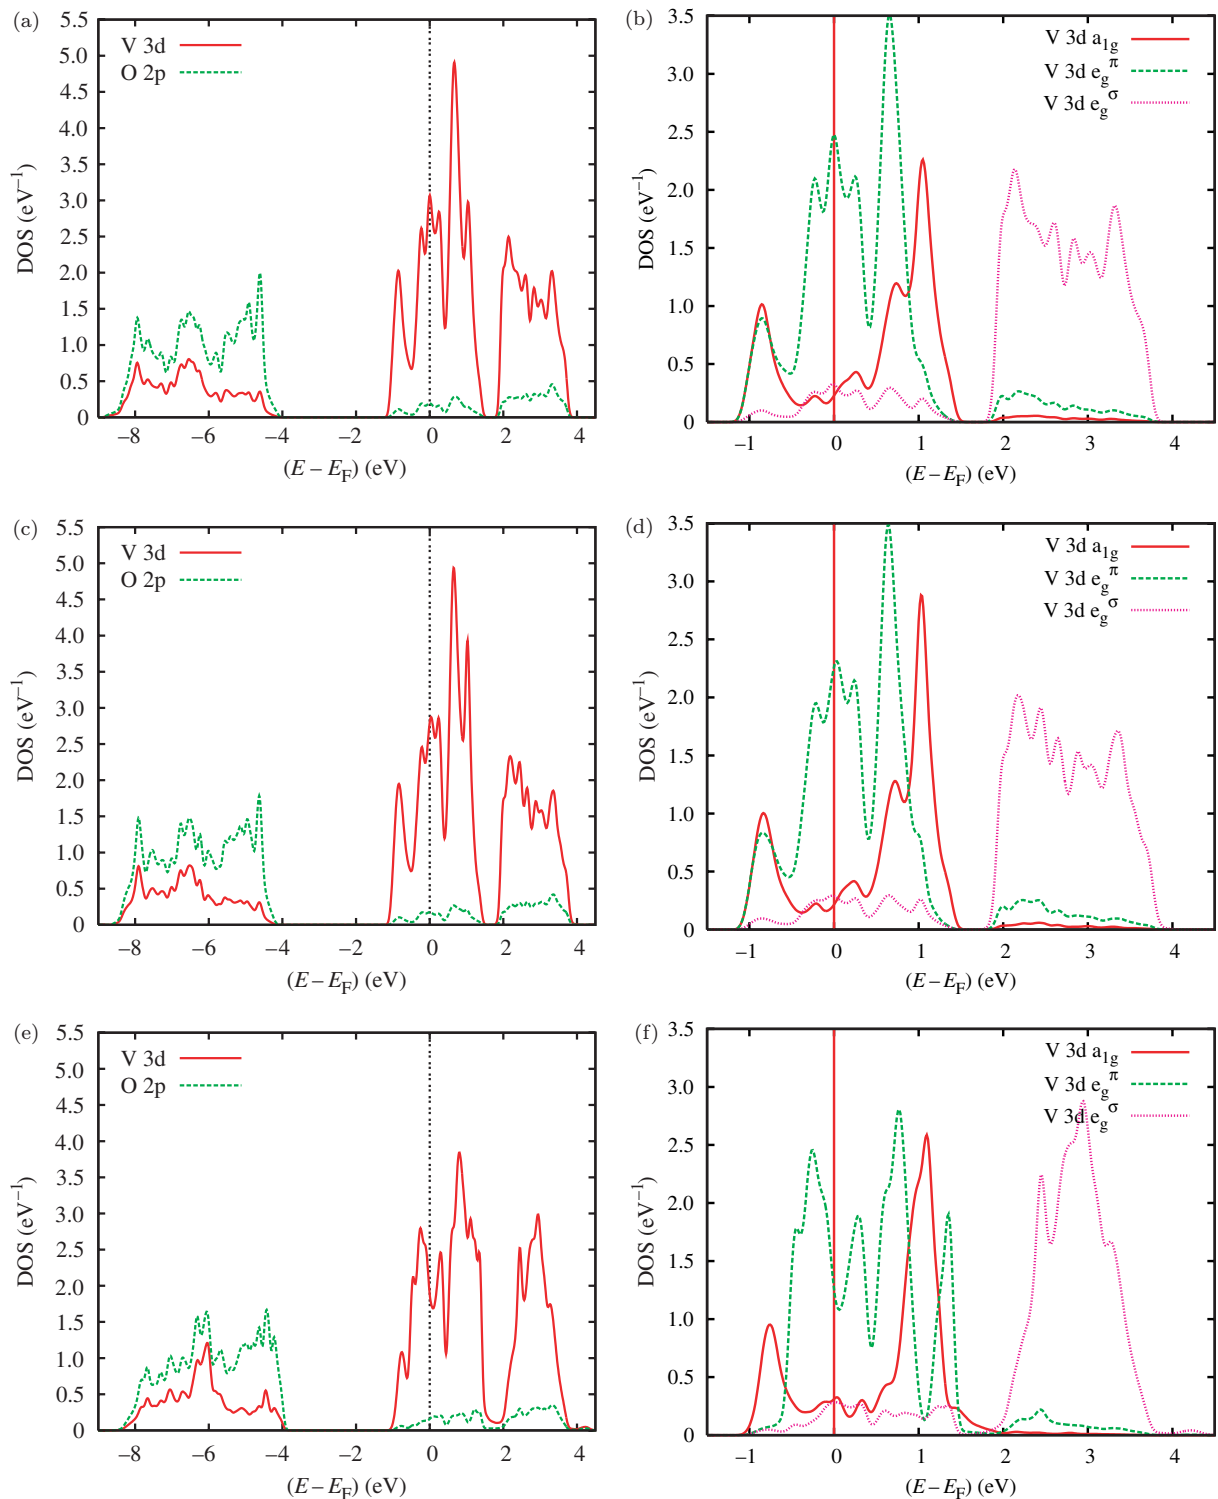 (a)
5.5
5.0
4.5
4.0
3.5
3.0
2.5
2.0
1.5
1.0
0.5
0
DOS (eV⁻¹)
V 3d
O 2p
−8 −6 −4 −2 0 2 4
(E – E_F) (eV)
(b)
3.5
3.0
2.5
2.0
1.5
1.0
0.5
0
DOS (eV⁻¹)
V 3d a₁g
V 3d e_g^π
V 3d e_g^σ
−1 0 1 2 3 4
(E – E_F) (eV)
(c)
5.5
5.0
4.5
4.0
3.5
3.0
2.5
2.0
1.5
1.0
0.5
0
DOS (eV⁻¹)
V 3d
O 2p
−8 −6 −4 −2 0 2 4
(E – E_F) (eV)
(d)
3.5
3.0
2.5
2.0
1.5
1.0
0.5
0
DOS (eV⁻¹)
V 3d a₁g
V 3d e_g^π
V 3d e_g^σ
−1 0 1 2 3 4
(E – E_F) (eV)
(e)
5.5
5.0
4.5
4.0
3.5
3.0
2.5
2.0
1.5
1.0
0.5
0
DOS (eV⁻¹)
V 3d
O 2p
−8 −6 −4 −2 0 2 4
(E – E_F) (eV)
(f)
3.5
3.0
2.5
2.0
1.5
1.0
0.5
0
DOS (eV⁻¹)
V 3d a₁g
V 3d e_g^π
V 3d e_g^σ
−1 0 1 2 3 4
(E – E_F) (eV)